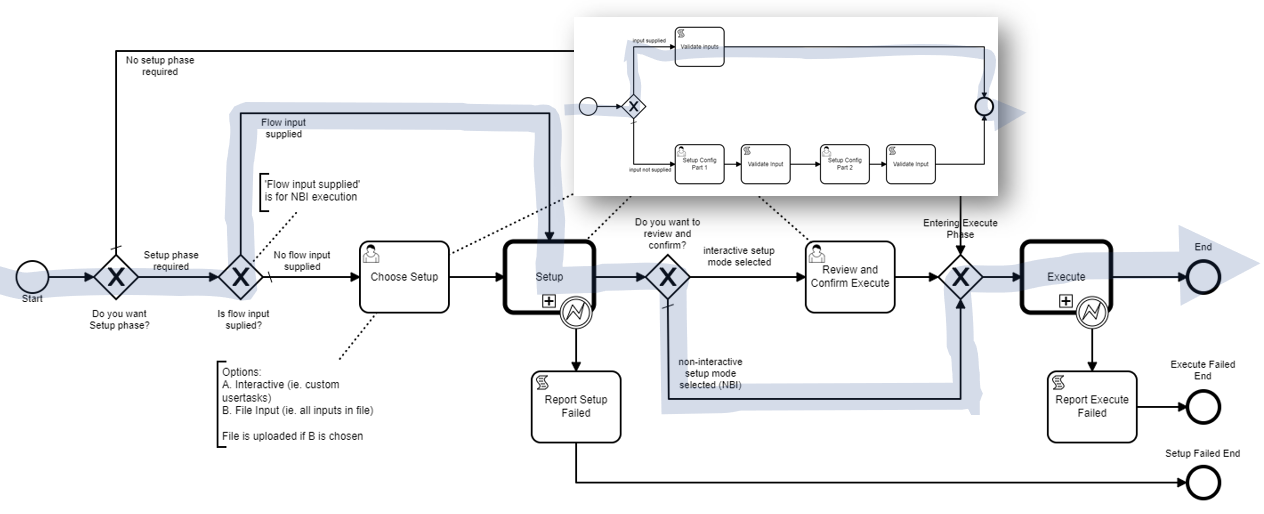 input supplied
Validate inputs
X
input not supplied
Setup Config
Part 1
Validate Input
Setup Config
Part 2
Validate Input
No setup phase
required
Flow input
supplied
'Flow input supplied'
is for NBI execution
Start
X
Do you want
Setup phase?
Setup phase
required
X
Is flow input
suplied?
No flow input
supplied
Choose Setup
Options:
A. Interactive (ie. custom
usertasks)
B. File Input (ie. all inputs in file)
File is uploaded if B is chosen
Setup
Report Setup
Failed
Do you want to
review and
confirm?
X
interactive setup
mode selected
non-interactive
setup mode
selected (NBI)
Review and
Confirm Execute
Entering Execute
Phase
X
Execute
End
Report Execute
Failed
Execute Failed
End
Setup Failed End